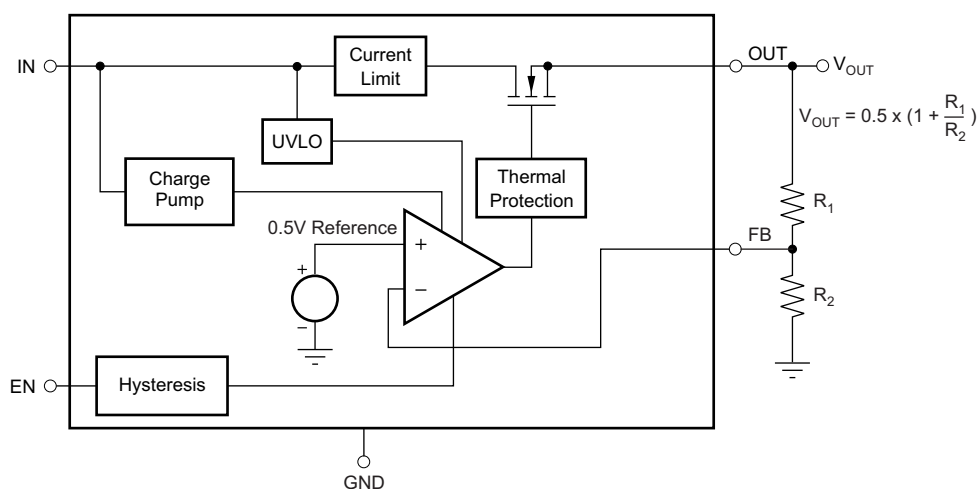 IN
Current
Limit
OUT
V_OUT
V_OUT = 0.5 x (1 + R_1/R_2)
UVLO
Charge
Pump
Thermal
Protection
R_1
0.5V Reference
+
+
−
−
FB
R_2
EN
Hysteresis
GND